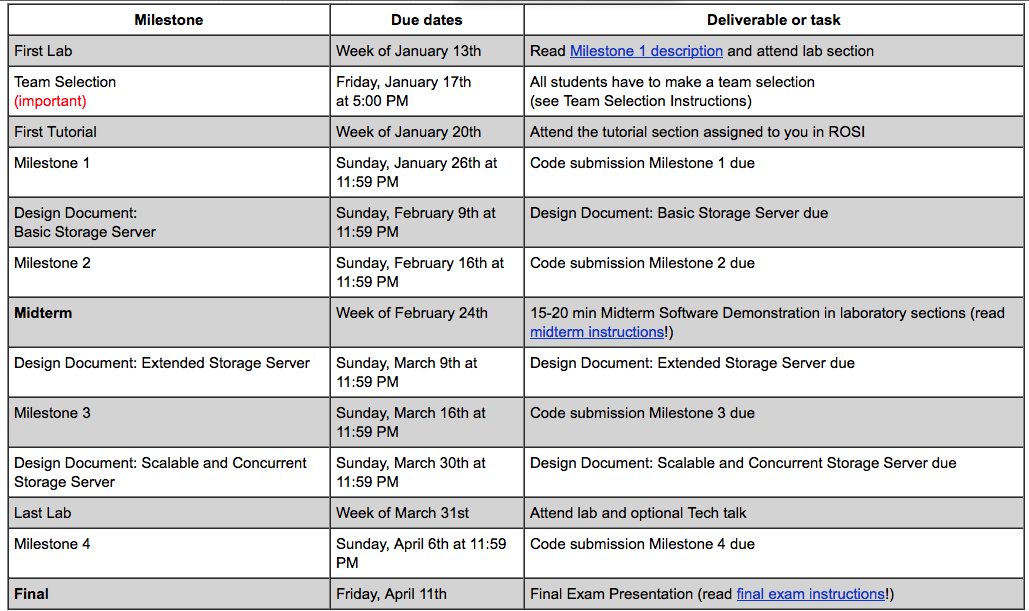 Milestone Due dates Deliverable or task
First Lab Week of January 13th Read Milestone 1 description and attend lab section
Team Selection Friday, January 17th All students have to make a team selection
(important) at 5:00 PM (see Team Selection Instructions)
First Tutorial Week of January 20th Attend the tutorial section assigned to you in ROSI
Milestone 1 Sunday, January 26th at Code submission Milestone 1 due
11:59 PM
Design Document: Sunday, February 9th at Design Document: Basic Storage Server due
Basic Storage Server 11:59 PM
Milestone 2 Sunday, February 16th at Code submission Milestone 2 due
11:59 PM
Midterm Week of February 24th 15-20 min Midterm Software Demonstration in laboratory sections (read
midterm instructions!)
Design Document: Extended Storage Server Sunday, March 9th at Design Document: Extended Storage Server due
11:59 PM
Milestone 3 Sunday, March 16th at Code submission Milestone 3 due
11:59 PM
Design Document: Scalable and Concurrent Sunday, March 30th at Design Document: Scalable and Concurrent Storage Server due
Storage Server 11:59 PM
Last Lab Week of March 31st Attend lab and optional Tech talk
Milestone 4 Sunday, April 6th at 11:59 Code submission Milestone 4 due
PM
Final Friday, April 11th Final Exam Presentation (read final exam instructions!)